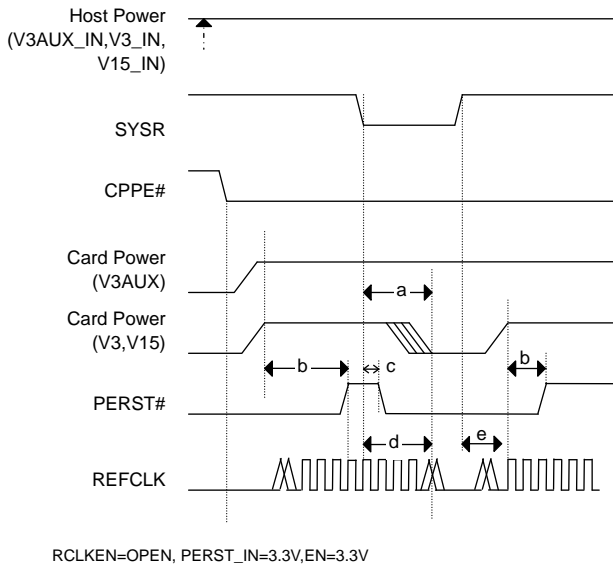 Host Power
(V3AUX_IN,V3_IN,
V15_IN)
SYSR
CPPE#
Card Power
(V3AUX)
a
Card Power
(V3,V15)
b
c
b
PERST#
d
e
REFCLK
RCLKEN=OPEN, PERST_IN=3.3V,EN=3.3V